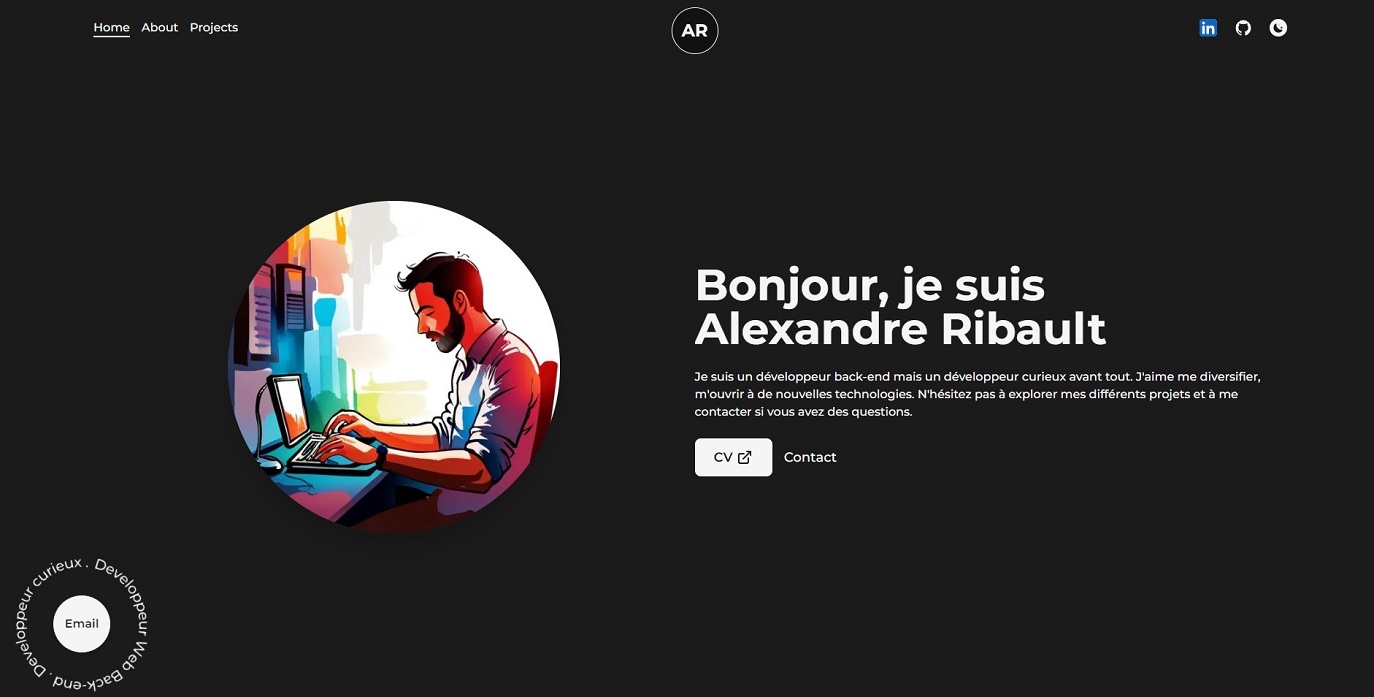 Home About Projects
AR
in
Bonjour, je suis
Alexandre Ribault
Je suis un développeur back-end mais un développeur curieux avant tout. J'aime me diversifier,
m'ouvrir à de nouvelles technologies. N'hésitez pas à explorer mes différents projets et à me
contacter si vous avez des questions.
CV Contact
Developpeur Web Back-end . Developpeur curieux .
Email